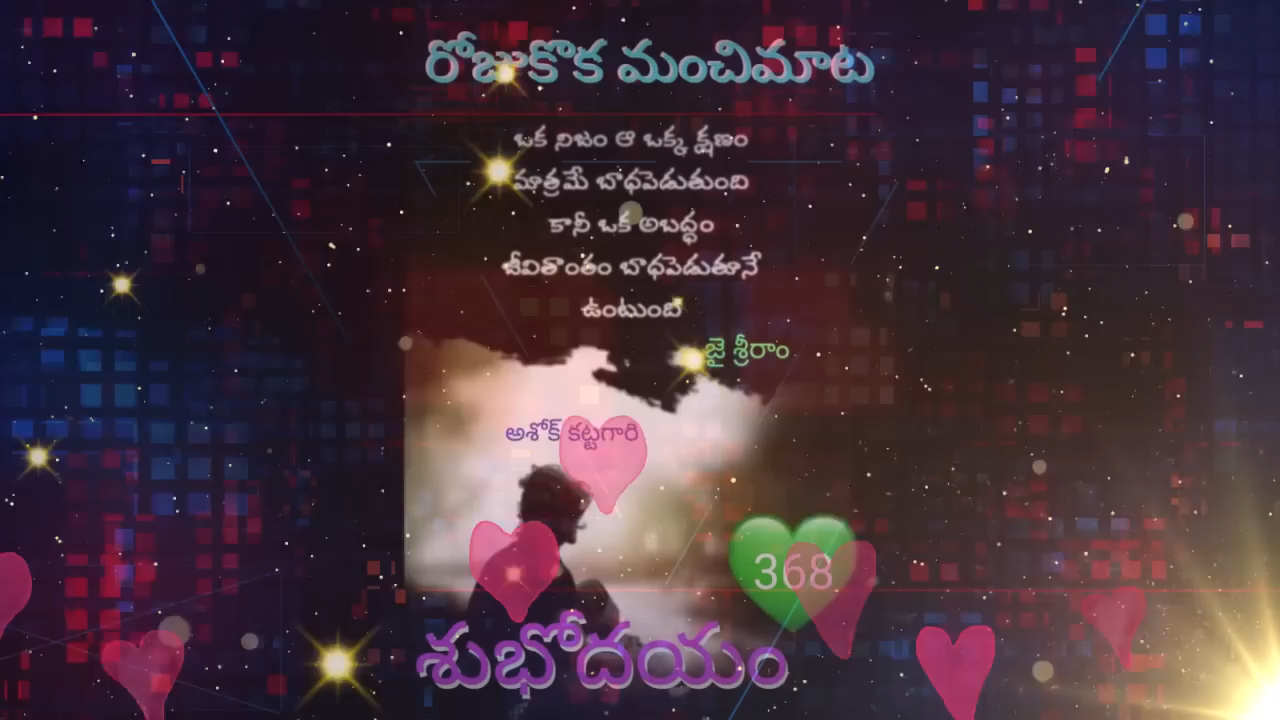 రోజుకొక మంచిమాట
ఒక నిజం ఆ ఒక్క క్షణం
మాత్రమే బాధపెడుతుంది
కానీ ఒక అబద్ధం
జీవితాంతం బాధపెడుతూనే
ఉంటుంది
జై శ్రీరాం
అశోక్ కట్టగారి
368
శుభోదయం